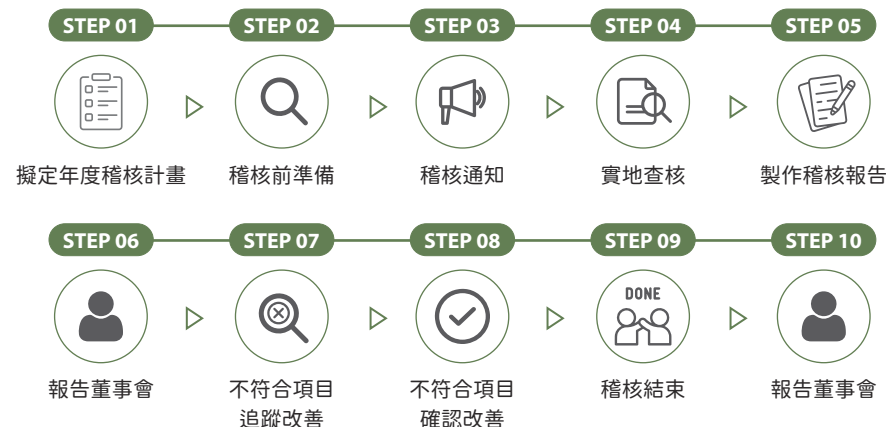 STEP 01
STEP 02
STEP 03
STEP 04
STEP 05
擬定年度稽核計畫
稽核前準備
稽核通知
實地查核
製作稽核報告
STEP 06
STEP 07
STEP 08
STEP 09
STEP 10
DONE
報告董事會
不符合項目
追蹤改善
不符合項目
確認改善
稽核結束
報告董事會